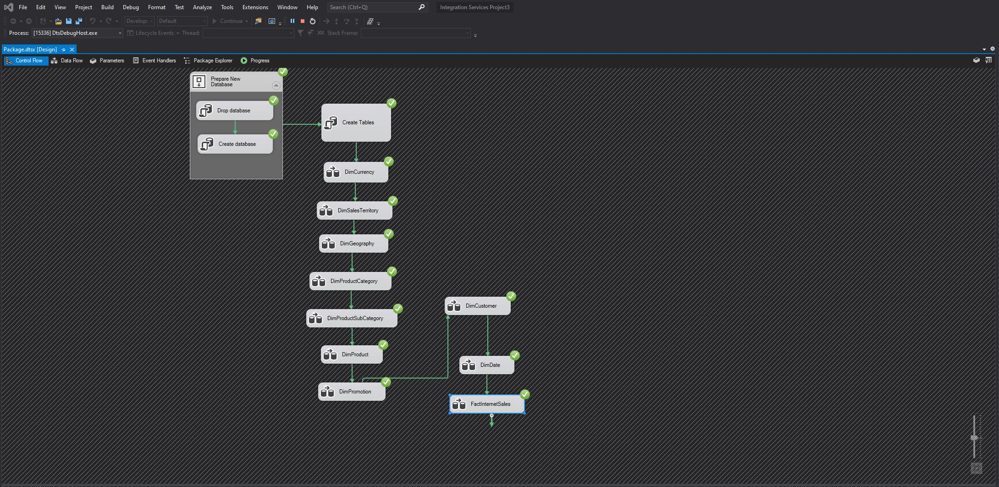 File Edit View Project Build Debug Format Test Analyze Tools Extensions Window Help Search (Ctrl+Q) Integration Services Project3
Developı Default Continue
Process: [15336] DtsDebugHost.exe Lifecycle Events Thread: Stack Frame:
Package.dtsx [Design]
Control Flow Data Flow Parameters Event Handlers Package Explorer Progress
Prepare New
Database
Drop database
Create database
Create Tables
DimCurrency
DimSalesTerritory
DimGeography
DimProductCategory
DimProductSubCategory
DimProduct
DimPromotion
DimCustomer
DimDate
FactInternetSales